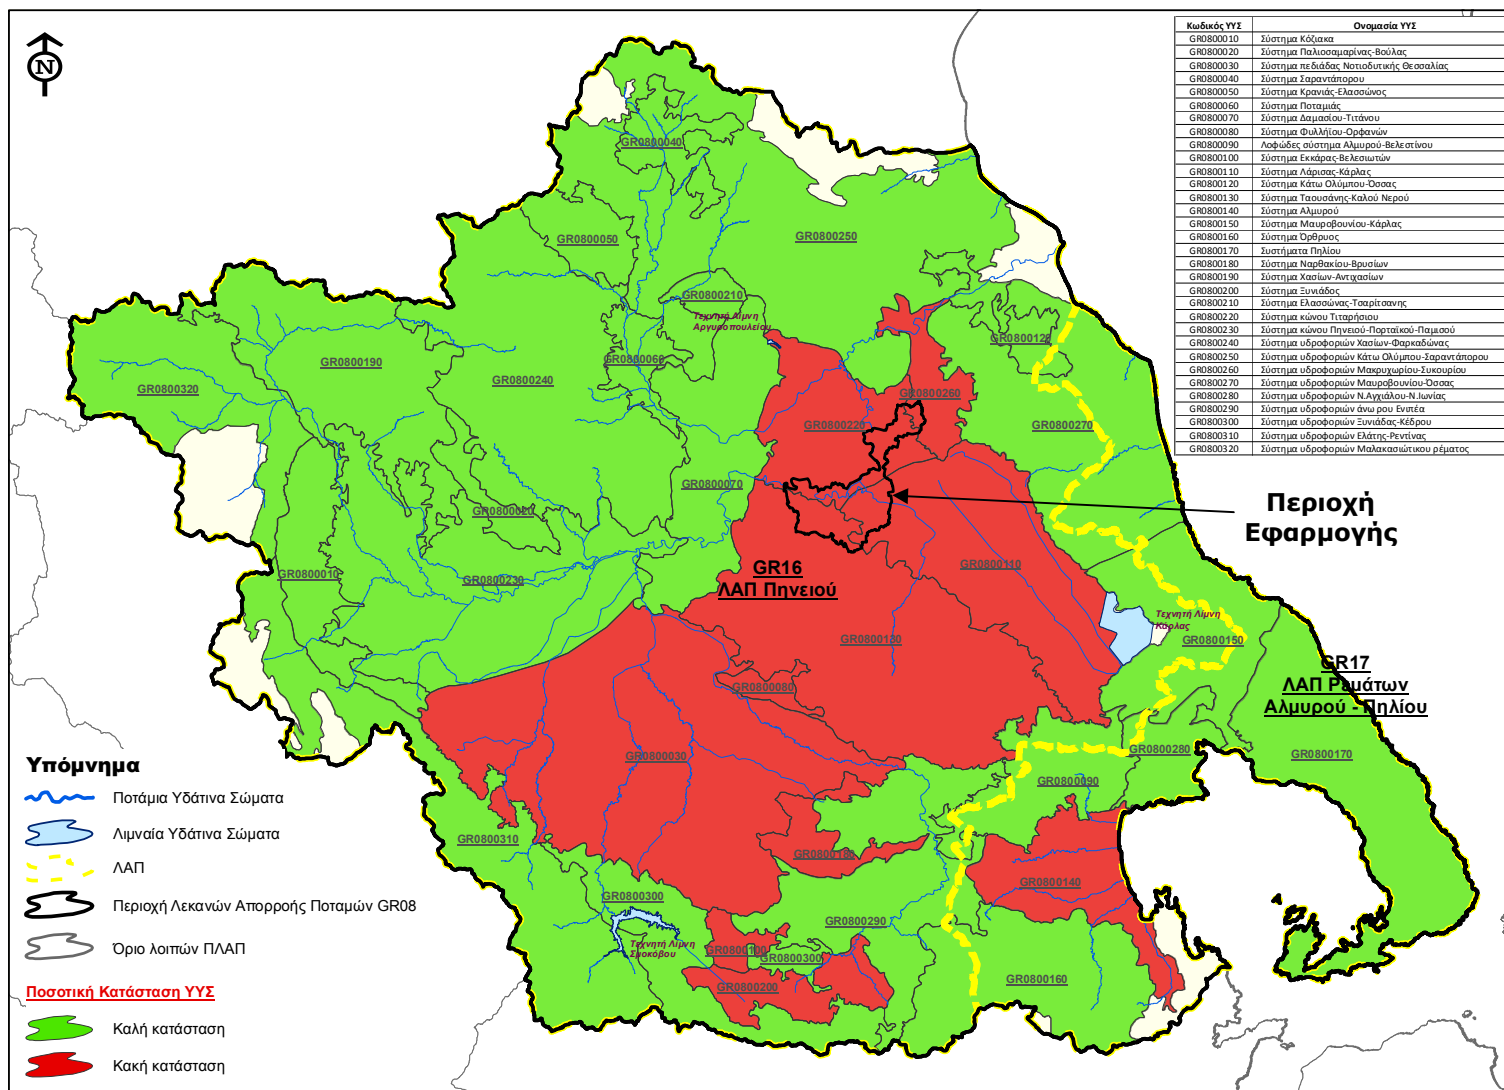 N
Κωδικός ΥΥΣ Ονομασία ΥΥΣ
GR0800010 Σύστημα Κόζιακα
GR0800020 Σύστημα Παλιοσαμαρίνας-Βούλας
GR0800030 Σύστημα πεδιάδας Νοτιοδυτικής Θεσσαλίας
GR0800040 Σύστημα Σαραντάπορου
GR0800050 Σύστημα Κρανιάς-Ελασσώνος
GR0800060 Σύστημα Ποταμιάς
GR0800070 Σύστημα Δαμασίου-Τιτάνου
GR0800080 Σύστημα Φυλλήϊου-Ορφανών
GR0800090 Λοφώδες σύστημα Αλμυρού-Βελεστίνου
GR0800100 Σύστημα Εκκάρας-Βελεσιωτών
GR0800110 Σύστημα Λάρισας-Κάρλας
GR0800120 Σύστημα Κάτω Ολύμπου-Όσσας
GR0800130 Σύστημα Ταουσάνης-Καλού Νερού
GR0800140 Σύστημα Αλμυρού
GR0800150 Σύστημα Μαυροβουνίου-Κάρλας
GR0800160 Σύστημα Όρθρυος
GR0800170 Συστήματα Πηλίου
GR0800180 Σύστημα Ναρθακίου-Βρυσίων
GR0800190 Σύστημα Χασίων-Αντιχασίων
GR0800200 Σύστημα Ξυνιάδος
GR0800210 Σύστημα Ελασσώνας-Τσαρίτσανης
GR0800220 Σύστημα κώνου Τιταρήσιου
GR0800230 Σύστημα κώνου Πηνειού-Πορταϊκού-Παμισού
GR0800240 Σύστημα υδροφοριών Χασίων-Φαρκαδώνας
GR0800250 Σύστημα υδροφοριών Κάτω Ολύμπου-Σαραντάπορου
GR0800260 Σύστημα υδροφοριών Μακρυχωρίου-Συκουρίου
GR0800270 Σύστημα υδροφοριών Μαυροβουνίου-Όσσας
GR0800280 Σύστημα υδροφοριών Ν.Αγχιάλου-Ν.Ιωνίας
GR0800290 Σύστημα υδροφοριών άνω ρου Ενιπέα
GR0800300 Σύστημα υδροφοριών Ξυνιάδας-Κέδρου
GR0800310 Σύστημα υδροφοριών Ελάτης-Ρεντίνας
GR0800320 Σύστημα υδροφοριών Μαλακασιώτικου ρέματος
GR0800040
GR0800050
GR0800250
GR0800210
Τεχνητή Λίμνη
Αργυροπουλείου
GR0800120
GR0800060
GR0800190
GR0800240
GR0800320
GR0800260
GR0800220
GR0800270
GR0800070
GR0800020
Περιοχή
Εφαρμογής
GR0800010
GR0800230
GR16
ΛΑΠ Πηνειού
GR0800110
Τεχνητή Λίμνη
Κάρλας
GR0800130
GR0800150
GR0800080
GR17
ΛΑΠ Ρεμάτων
Αλμυρού - Πηλίου
GR0800030
GR0800280
GR0800170
GR0800090
GR0800310
GR0800180
GR0800140
GR0800300
GR0800290
Τεχνητή Λίμνη
Σμοκόβου
GR0800100
GR0800300
GR0800200
GR0800160
Υπόμνημα
Ποτάμια Υδάτινα Σώματα
Λιμναία Υδάτινα Σώματα
ΛΑΠ
Περιοχή Λεκανών Απορροής Ποταμών GR08
Όριο λοιπών ΠΛΑΠ
Ποσοτική Κατάσταση ΥΥΣ
Καλή κατάσταση
Κακή κατάσταση